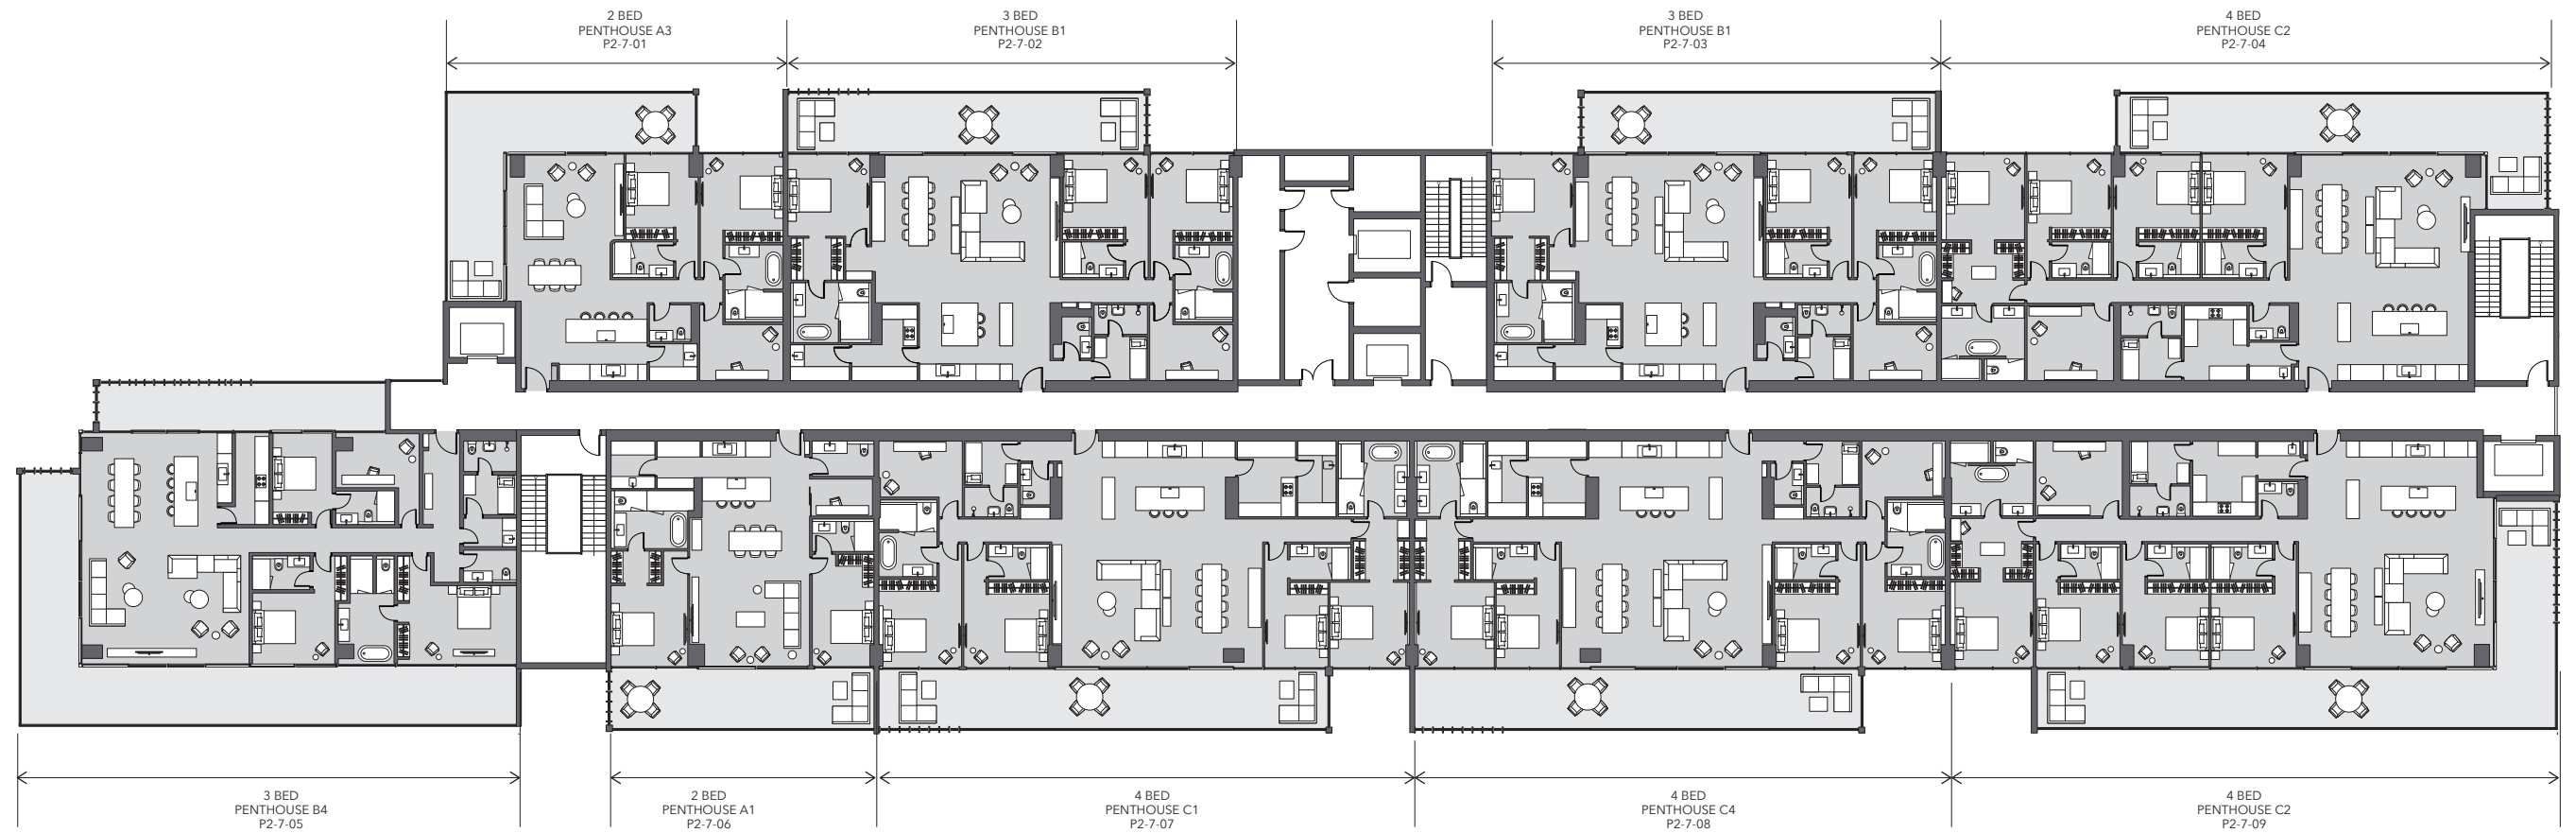 2 BED
PENTHOUSE A3
P2-7-01
3 BED
PENTHOUSE B1
P2-7-02
3 BED
PENTHOUSE B1
P2-7-03
4 BED
PENTHOUSE C2
P2-7-04
3 BED
PENTHOUSE B4
P2-7-05
2 BED
PENTHOUSE A1
P2-7-06
4 BED
PENTHOUSE C1
P2-7-07
4 BED
PENTHOUSE C4
P2-7-08
4 BED
PENTHOUSE C2
P2-7-09